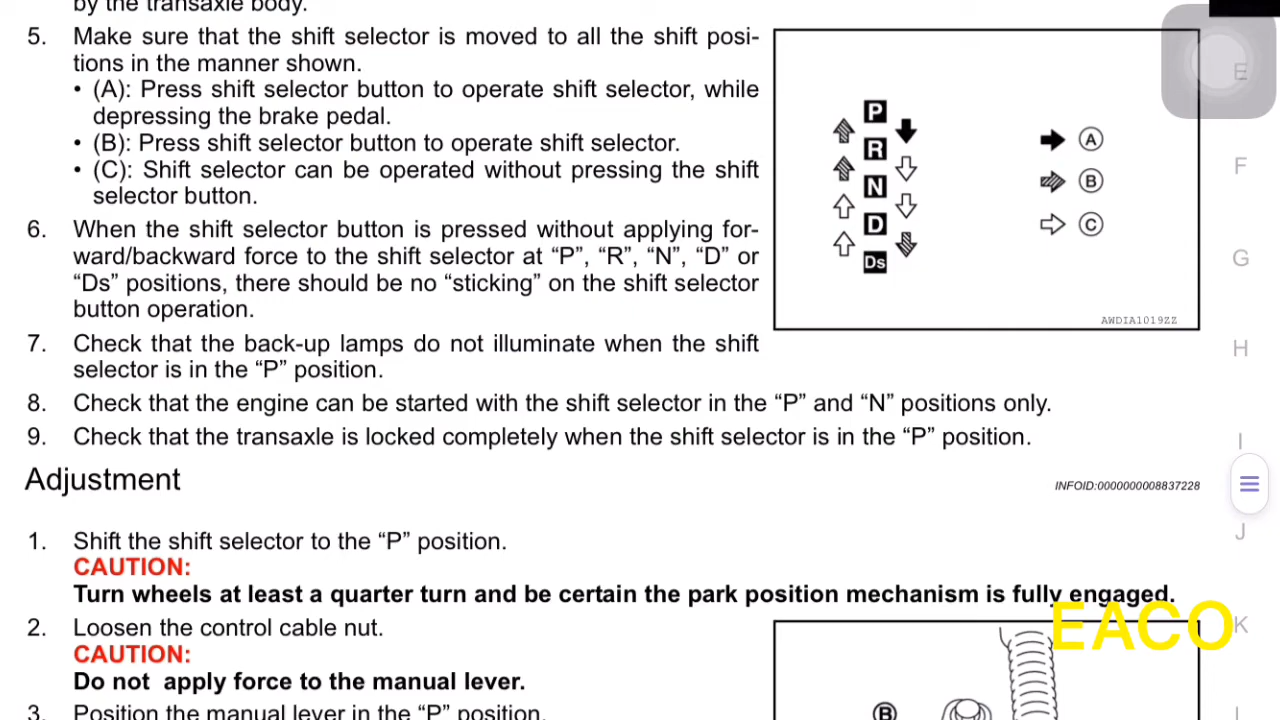 by the transaxle body.
5. Make sure that the shift selector is moved to all the shift posi-
tions in the manner shown.
• (A): Press shift selector button to operate shift selector, while
depressing the brake pedal.
• (B): Press shift selector button to operate shift selector.
• (C): Shift selector can be operated without pressing the shift
selector button.
6. When the shift selector button is pressed without applying for-
ward/backward force to the shift selector at “P”, “R”, “N”, “D” or
“Ds” positions, there should be no “sticking” on the shift selector
button operation.
7. Check that the back-up lamps do not illuminate when the shift
selector is in the “P” position.
P
R
N
D
Ds
A
B
C
AWDIA1019ZZ
8. Check that the engine can be started with the shift selector in the “P” and “N” positions only.
9. Check that the transaxle is locked completely when the shift selector is in the “P” position.
Adjustment
INFOID:0000000008837228
1. Shift the shift selector to the “P” position.
CAUTION:
Turn wheels at least a quarter turn and be certain the park position mechanism is fully engaged.
2. Loosen the control cable nut.
CAUTION:
Do not apply force to the manual lever.
3. Position the manual lever in the “P” position.
B
E
F
G
H
I
J
K
L
EACO